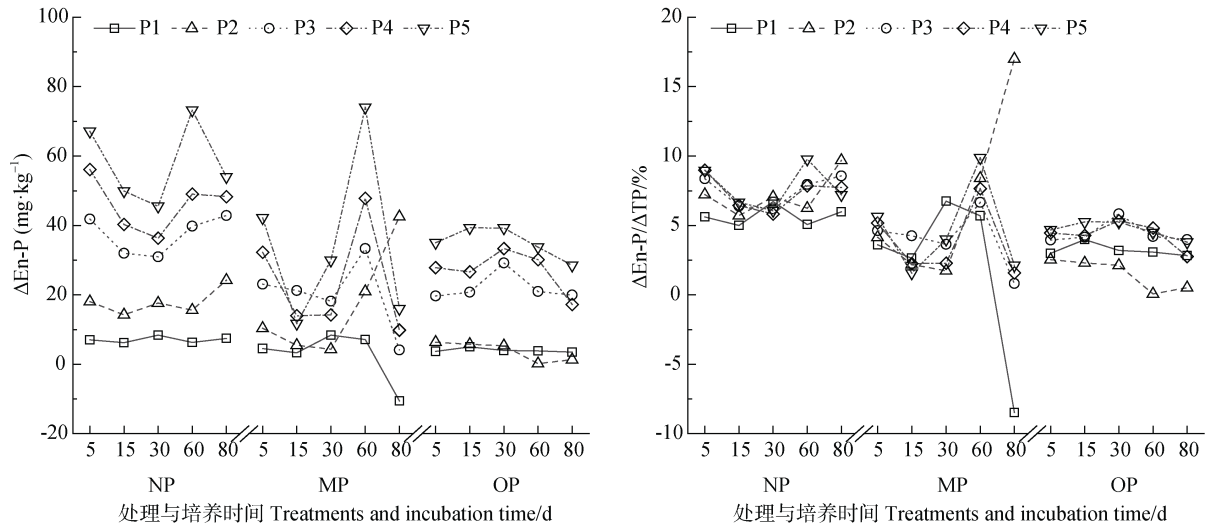 P1 P2 P3 P4 P5
100
80
60
40
20
0
-20
ΔEn-P (mg·kg⁻¹)
5 15 30 60 80 5 15 30 60 80 5 15 30 60 80
NP MP OP
处理与培养时间 Treatments and incubation time/d
P1 P2 P3 P4 P5
20
15
10
5
0
-5
-10
ΔEn-P/ΔTP/%
5 15 30 60 80 5 15 30 60 80 5 15 30 60 80
NP MP OP
处理与培养时间 Treatments and incubation time/d